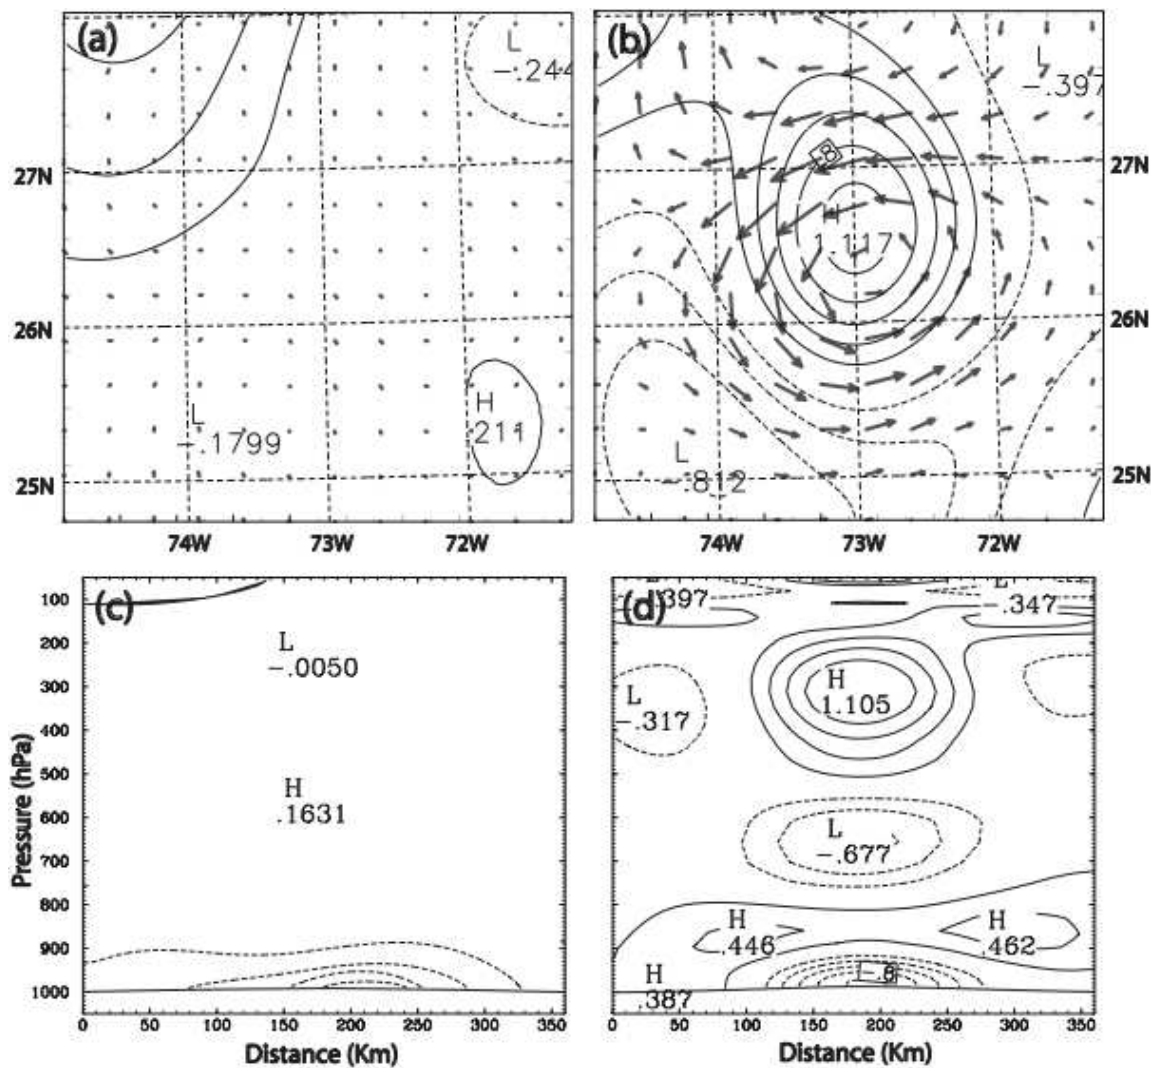 (a)
L
-.244
27N
26N
25N
L
-.1799
H
211
74W 73W 72W
(b)
L
-.397
.8
H
1.117
L
-.812
27N
26N
25N
74W 73W 72W
(c)
Pressure (hPa)
100
200
300
400
500
600
700
800
900
1000
L
-.0050
H
.1631
0 50 100 150 200 250 300 350
Distance (Km)
(d)
.397
L
-.347
H
1.105
L
-.317
L
-.677
H
.446
H
.462
-.6
H
.387
0 50 100 150 200 250 300 350
Distance (Km)